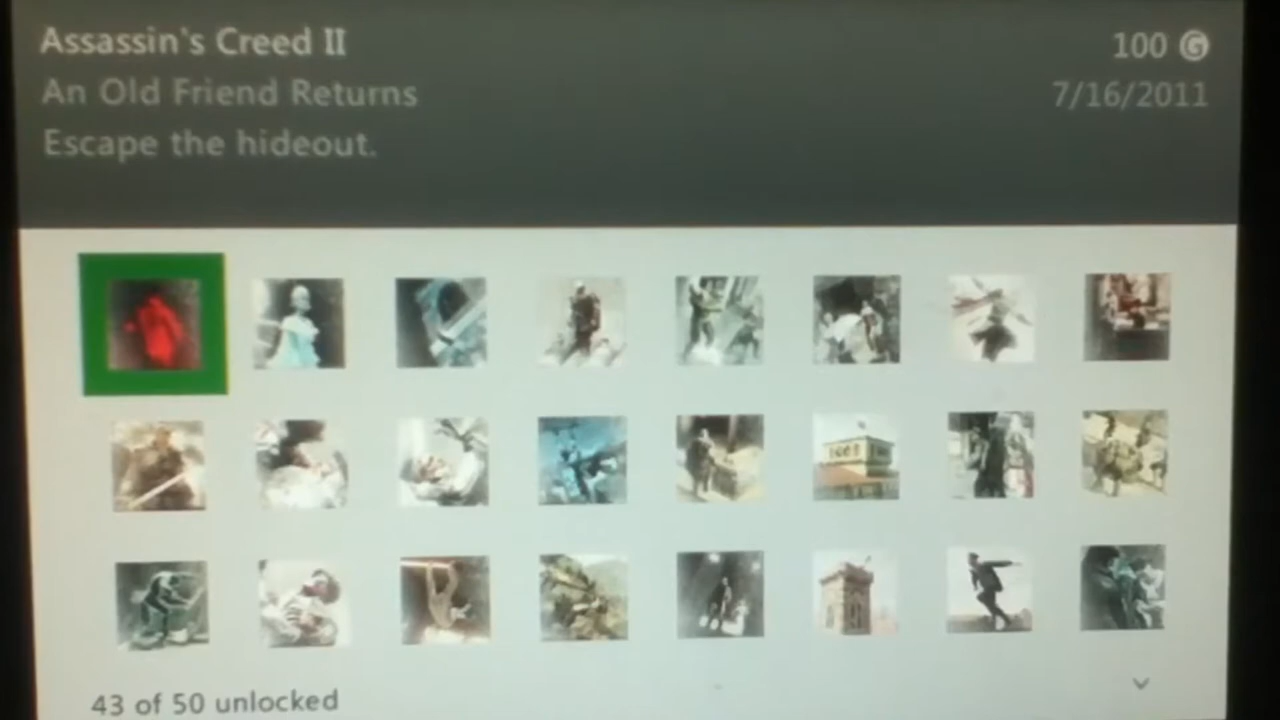 Assassin's Creed II
100 G
An Old Friend Returns
7/16/2011
Escape the hideout.
43 of 50 unlocked